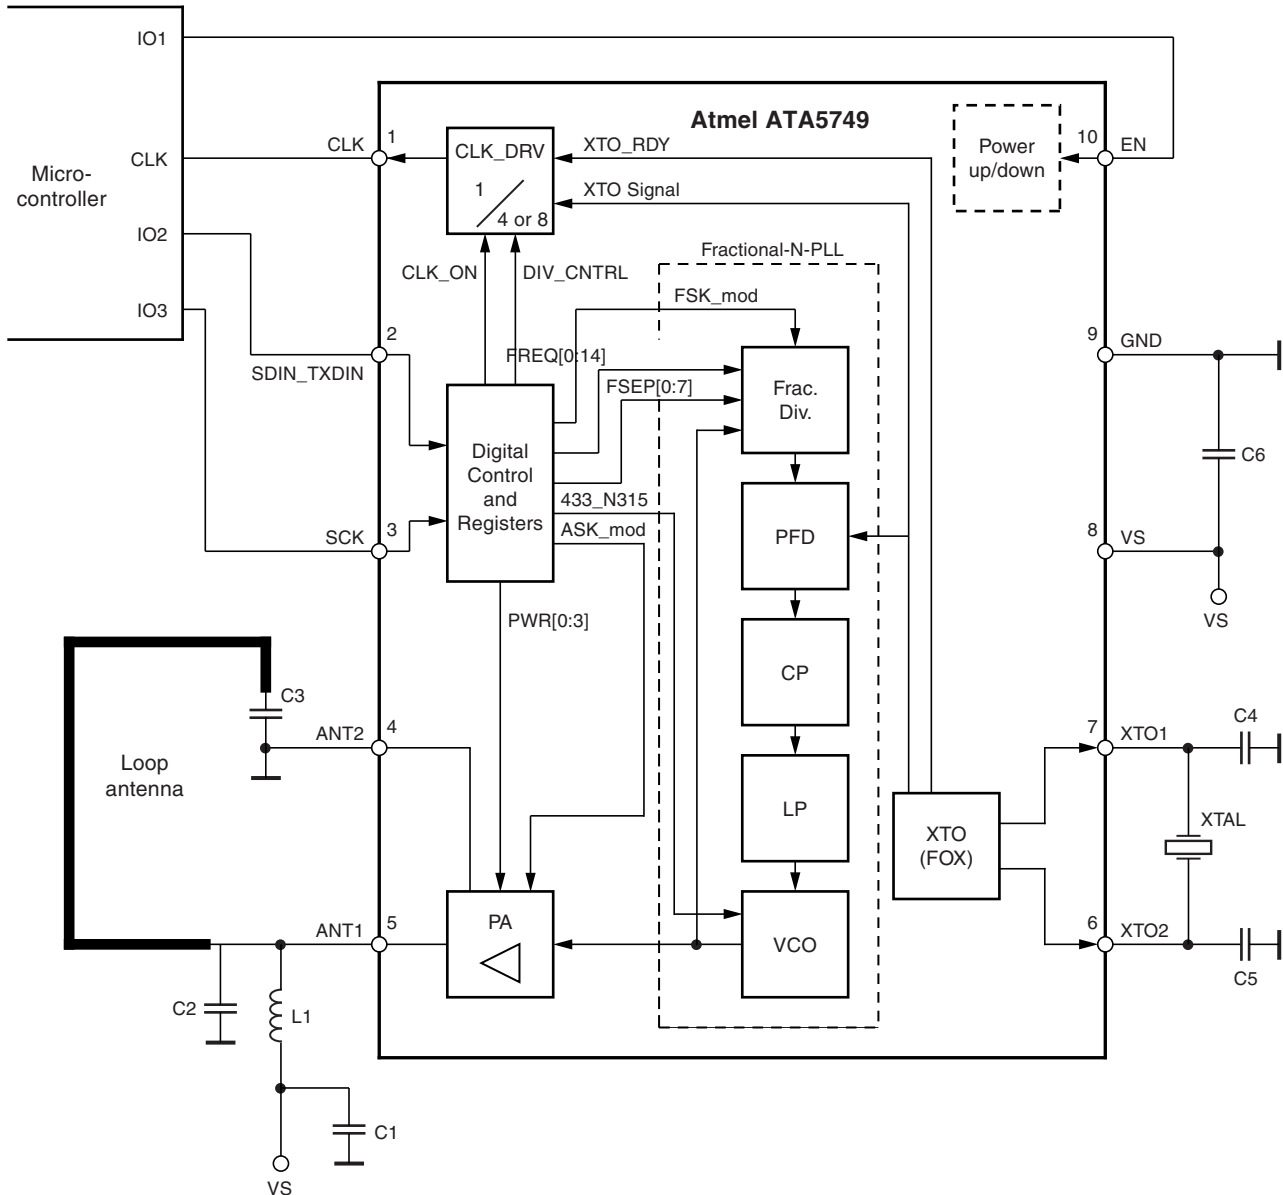 IO1
Atmel ATA5749
CLK
1
CLK_DRV
XTO_RDY
Power
up/down
10
EN
CLK
Micro-
controller
XTO Signal
1
4 or 8
IO2
Fractional-N-PLL
CLK_ON
DIV_CNTRL
FSK_mod
IO3
2
SDIN_TXDIN
FREQ[0:14]
FSEP[0:7]
9
GND
Frac.
Div.
Digital
Control
and
Registers
C6
433_N315
ASK_mod
SCK
3
PFD
8
VS
VS
PWR[0:3]
CP
C3
ANT2
4
7
XTO1
C4
Loop
antenna
LP
XTO
(FOX)
XTAL
ANT1
5
PA
VCO
6
XTO2
C5
C2
L1
C1
VS